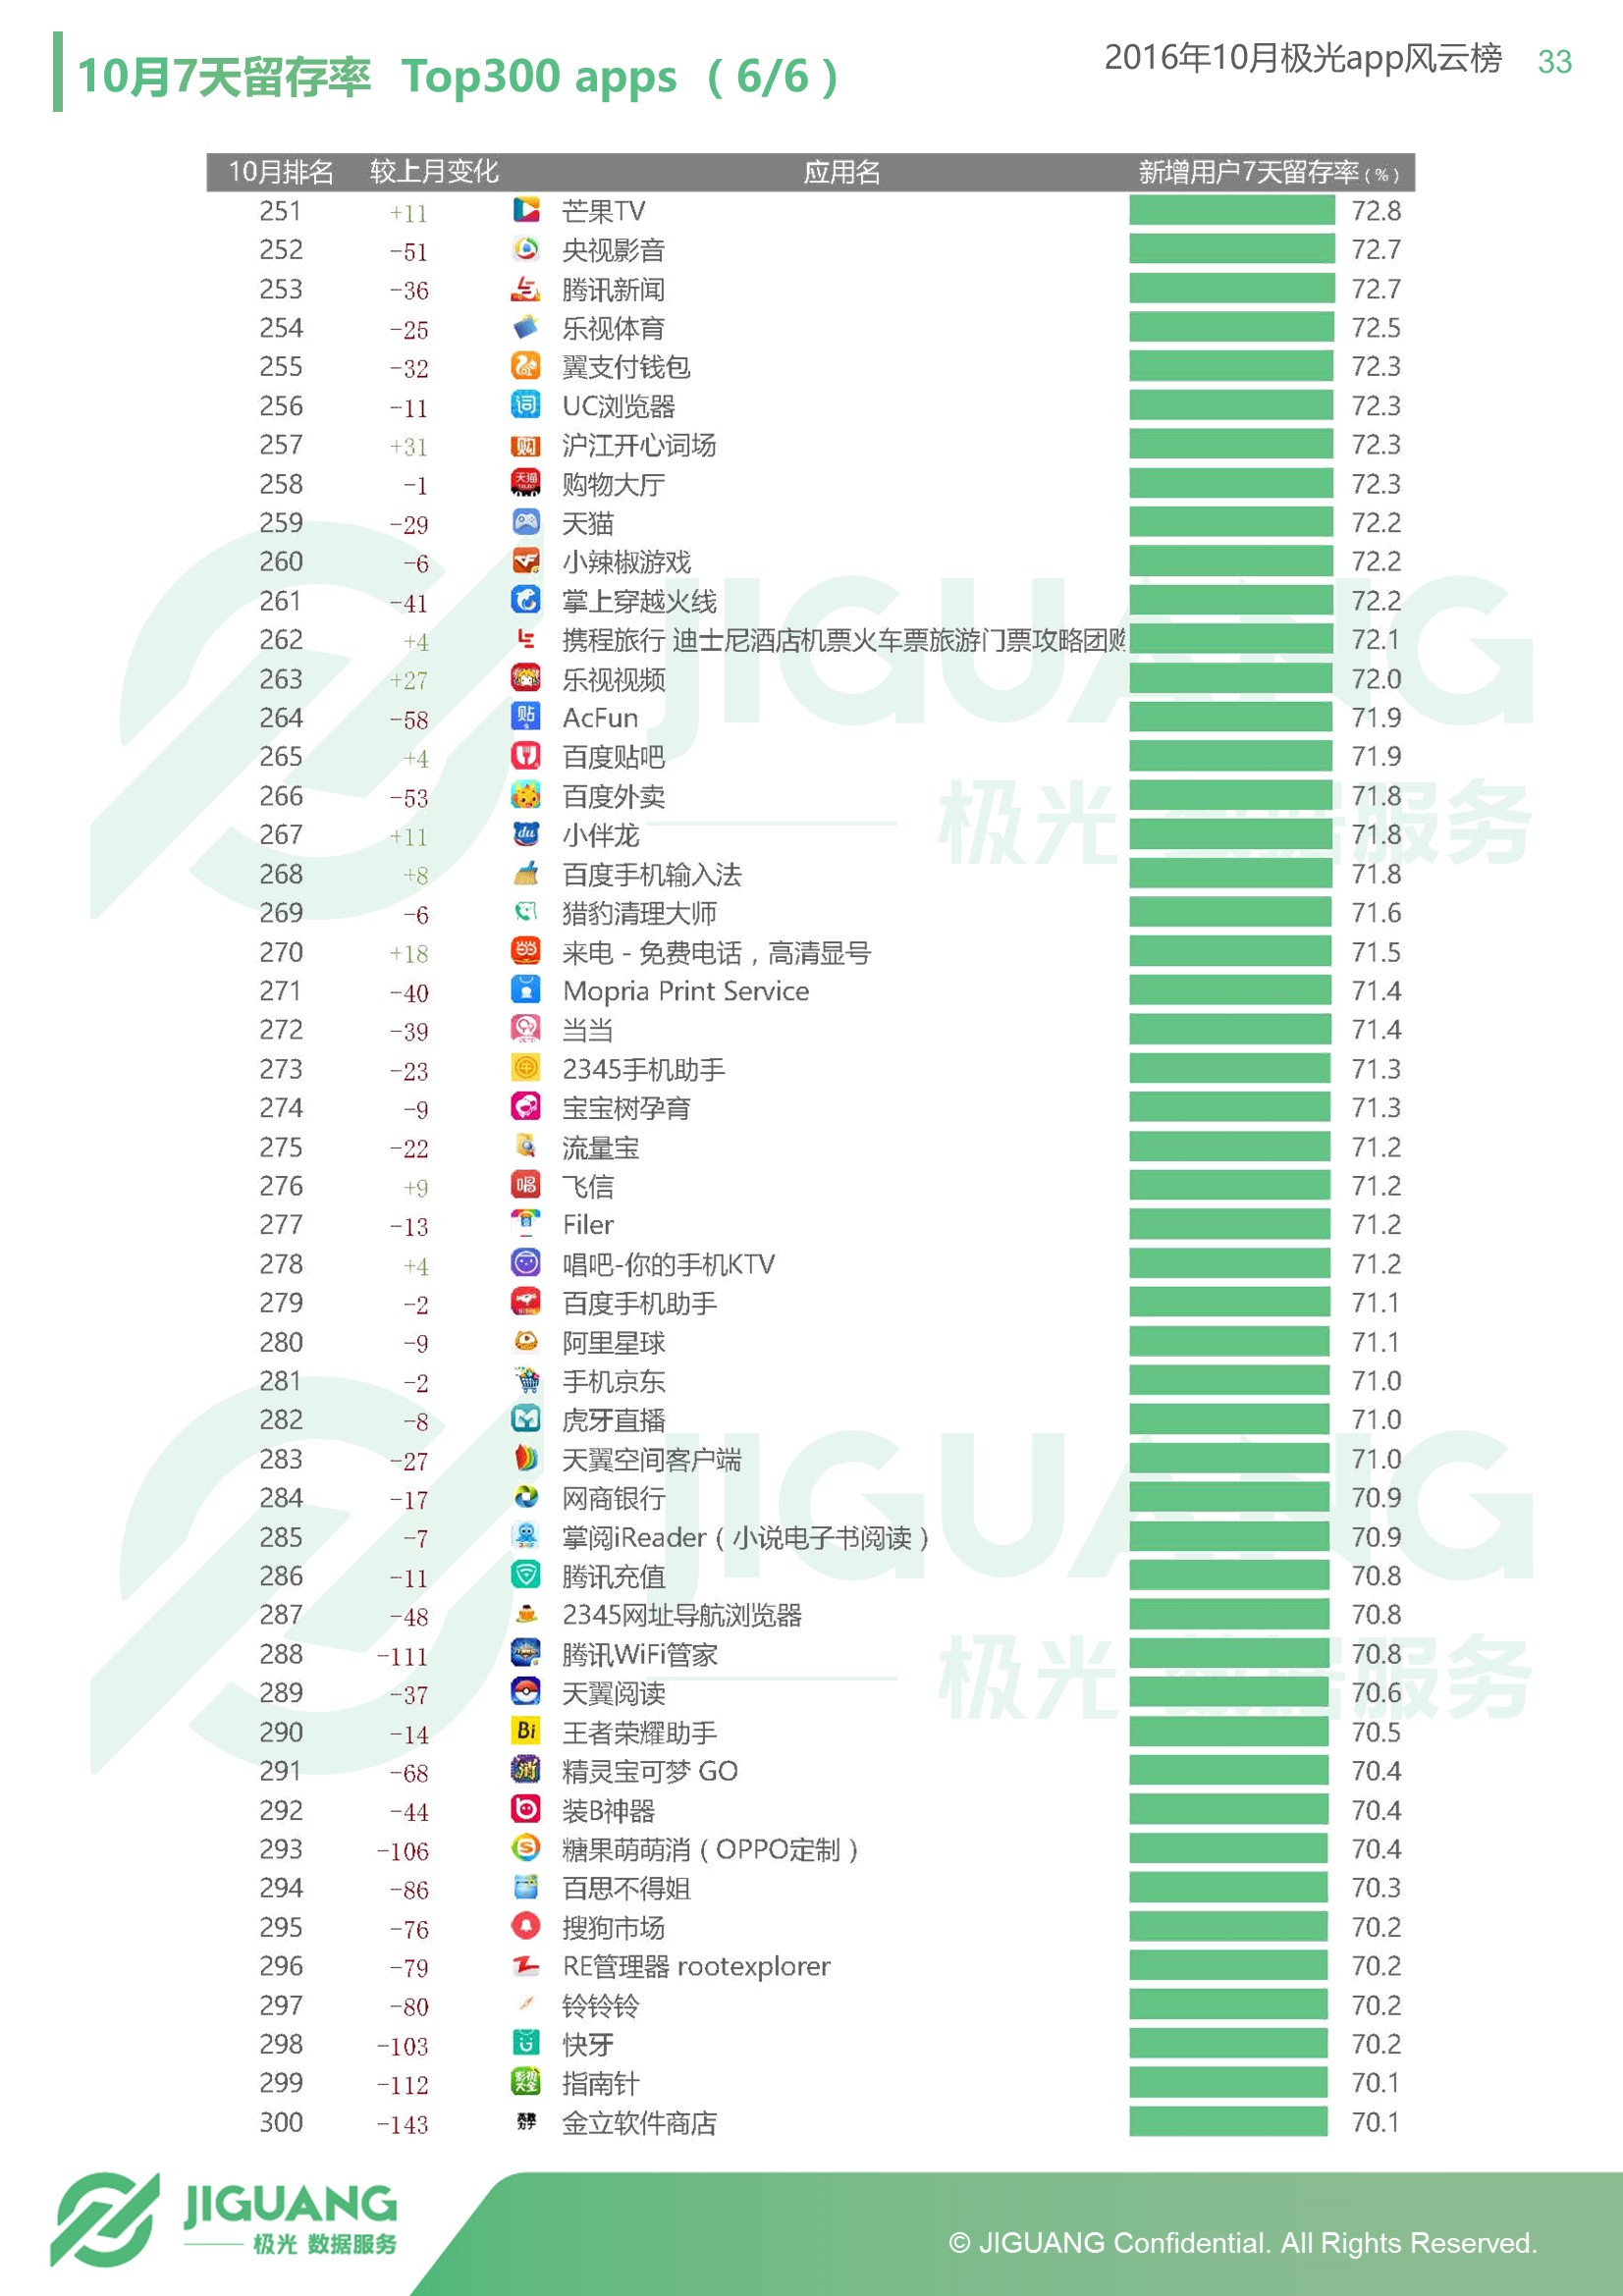 10月7天留存率 Top300 apps （6/6）
2016年10月极光app风云榜 33
10月排名 较上月变化 应用名 新增用户7天留存率(%)
251 +11 芒果TV 72.8
252 -51 央视影音 72.7
253 -36 腾讯新闻 72.7
254 -25 乐视体育 72.5
255 -32 翼支付钱包 72.3
256 -11 UC浏览器 72.3
257 +31 沪江开心词场 72.3
258 -1 购物大厅 72.3
259 -29 天猫 72.2
260 -6 小辣椒游戏 72.2
261 -41 掌上穿越火线 72.2
262 +4 携程旅行 迪士尼酒店机票火车票旅游门票攻略团购 72.1
263 +27 乐视视频 72.0
264 -58 AcFun 71.9
265 +4 百度贴吧 71.9
266 -53 百度外卖 71.8
267 +11 小伴龙 71.8
268 +8 百度手机输入法 71.8
269 -6 猎豹清理大师 71.6
270 +18 来电 - 免费电话，高清显号 71.5
271 -40 Mopria Print Service 71.4
272 -39 当当 71.4
273 -23 2345手机助手 71.3
274 -9 宝宝树孕育 71.3
275 -22 流量宝 71.2
276 +9 飞信 71.2
277 -13 Filer 71.2
278 +4 唱吧-你的手机KTV 71.2
279 -2 百度手机助手 71.1
280 -9 阿里星球 71.1
281 -2 手机京东 71.0
282 -8 虎牙直播 71.0
283 -27 天翼空间客户端 71.0
284 -17 网商银行 70.9
285 -7 掌阅iReader（小说电子书阅读） 70.9
286 -11 腾讯充值 70.8
287 -48 2345网址导航浏览器 70.8
288 -111 腾讯WiFi管家 70.8
289 -37 天翼阅读 70.6
290 -14 王者荣耀助手 70.5
291 -68 精灵宝可梦 GO 70.4
292 -44 装B神器 70.4
293 -106 糖果萌萌消（OPPO定制） 70.4
294 -86 百思不得姐 70.3
295 -76 搜狗市场 70.2
296 -79 RE管理器 rootexplorer 70.2
297 -80 铃铃铃 70.2
298 -103 快牙 70.2
299 -112 指南针 70.1
300 -143 金立软件商店 70.1
JIGUANG
极光 数据服务
© JIGUANG Confidential. All Rights Reserved.